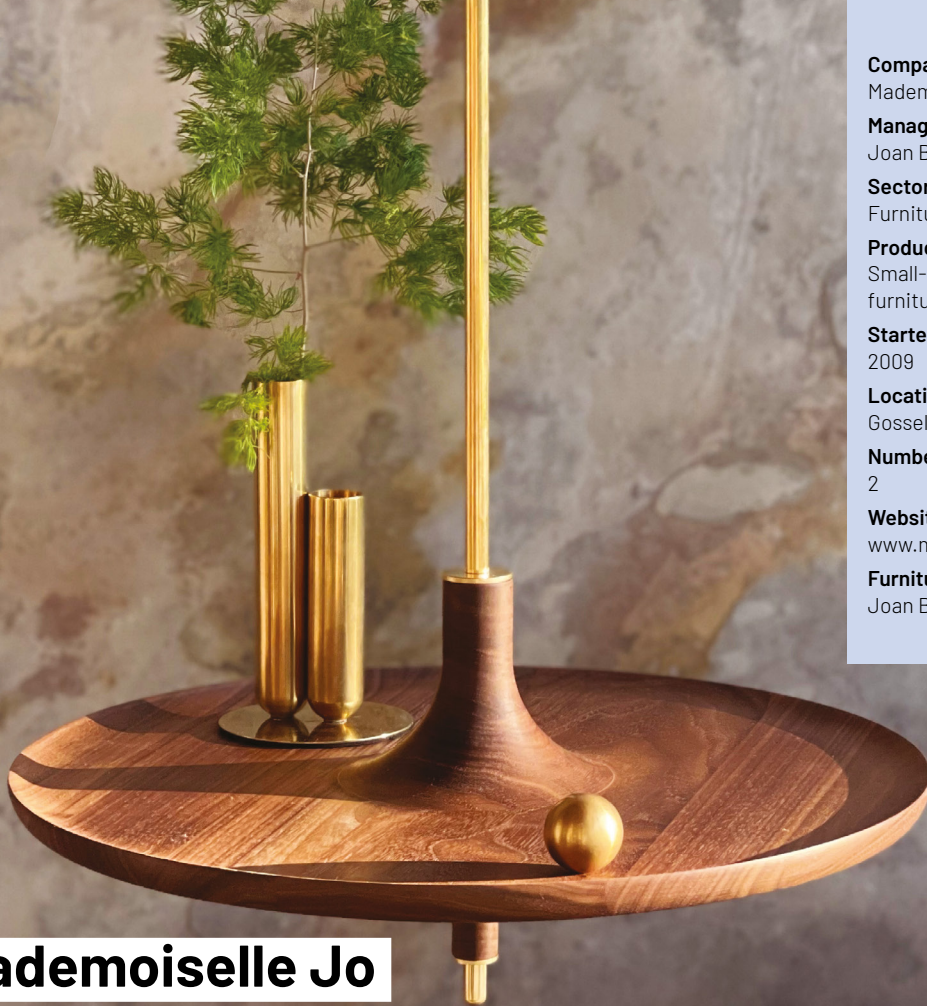 Compa
Madem
Manag
Joan B
Sector
Furnitu
Produc
Small-
furnitu
Starte
2009
Locati
Gossel
Numbe
2
Websit
www.n
Furnitu
Joan B
ademoiselle Jo